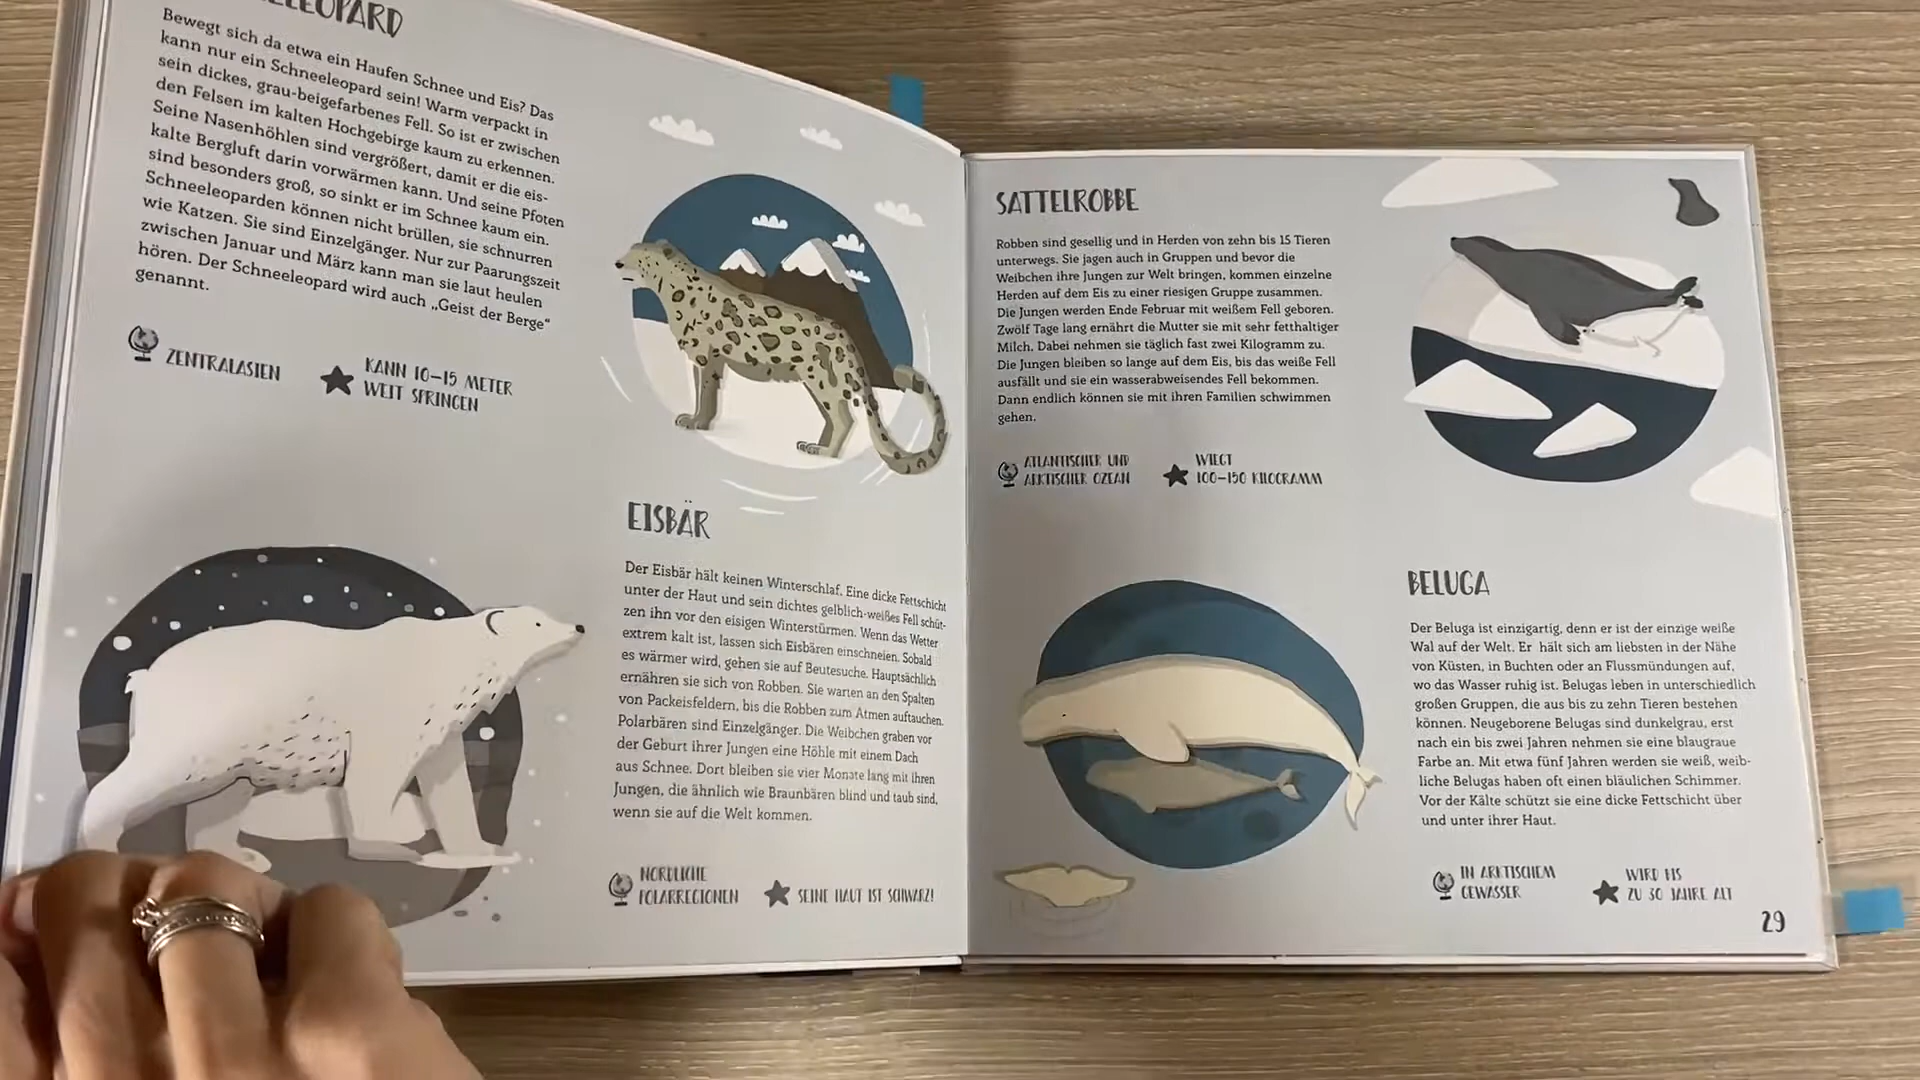 Bewegt sich da etwa ein Haufen Schnee und Eis? Das
kann nur ein Schneeleopard sein! Warm verpackt in
sein dickes, grau-beigefarbenes Fell. So ist er zwischen
den Felsen im kalten Hochgebirge kaum zu erkennen.
Seine Nasenhöhlen sind vergrößert, damit er die eis-
kalte Bergluft darin vorwärmen kann. Und seine Pfoten
sind besonders groß, so sinkt er im Schnee kaum ein.
Schneeleoparden können nicht brüllen, sie schnurren
wie Katzen. Sie sind Einzelgänger. Nur zur Paarungszeit
zwischen Januar und März kann man sie laut heulen
hören. Der Schneeleopard wird auch „Geist der Berge“
genannt.
ZENTRALASIEN
KANN 10–15 METER
WEIT SPRINGEN
EISBÄR
Der Eisbär hält keinen Winterschlaf. Eine dicke Fettschicht
unter der Haut und sein dichtes gelblich-weißes Fell schüt-
zen ihn vor den eisigen Winterstürmen. Wenn das Wetter
extrem kalt ist, lassen sich Eisbären einschneien. Sobald
es wärmer wird, gehen sie auf Beutesuche. Hauptsächlich
ernähren sie sich von Robben. Sie warten an den Spalten
von Packeisfeldern, bis die Robben zum Atmen auftauchen.
Polarbären sind Einzelgänger. Die Weibchen graben vor
der Geburt ihrer Jungen eine Höhle mit einem Dach
aus Schnee. Dort bleiben sie vier Monate lang mit ihren
Jungen, die ähnlich wie Braunbären blind und taub sind,
wenn sie auf die Welt kommen.
NÖRDLICHE
POLARREGIONEN
SEINE HAUT IST SCHWARZ!
SATTELROBBE
Robben sind gesellig und in Herden von zehn bis 15 Tieren
unterwegs. Sie jagen auch in Gruppen und bevor die
Weibchen ihre Jungen zur Welt bringen, kommen einzelne
Herden auf dem Eis zu einer riesigen Gruppe zusammen.
Die Jungen werden Ende Februar mit weißem Fell geboren.
Zwölf Tage lang ernährt die Mutter sie mit sehr fetthaltiger
Milch. Dabei nehmen sie täglich fast zwei Kilogramm zu.
Die Jungen bleiben so lange auf dem Eis, bis das weiße Fell
ausfällt und sie ein wasserabweisendes Fell bekommen.
Dann endlich können sie mit ihren Familien schwimmen
gehen.
ATLANTISCHER UND
ARKTISCHER OZEAN
WIEGT
100–150 KILOGRAMM
BELUGA
Der Beluga ist einzigartig, denn er ist der einzige weiße
Wal auf der Welt. Er hält sich am liebsten in der Nähe
von Küsten, in Buchten oder an Flussmündungen auf,
wo das Wasser ruhig ist. Belugas leben in unterschiedlich
großen Gruppen, die aus bis zu zehn Tieren bestehen
können. Neugeborene Belugas sind dunkelgrau, erst
nach ein bis zwei Jahren nehmen sie eine blaugraue
Farbe an. Mit etwa fünf Jahren werden sie weiß, weib-
liche Belugas haben oft einen bläulichen Schimmer.
Vor der Kälte schützt sie eine dicke Fettschicht über
und unter ihrer Haut.
IN ARKTISCHEM
GEWÄSSER
WIRD BIS
ZU 30 JAHRE ALT
29